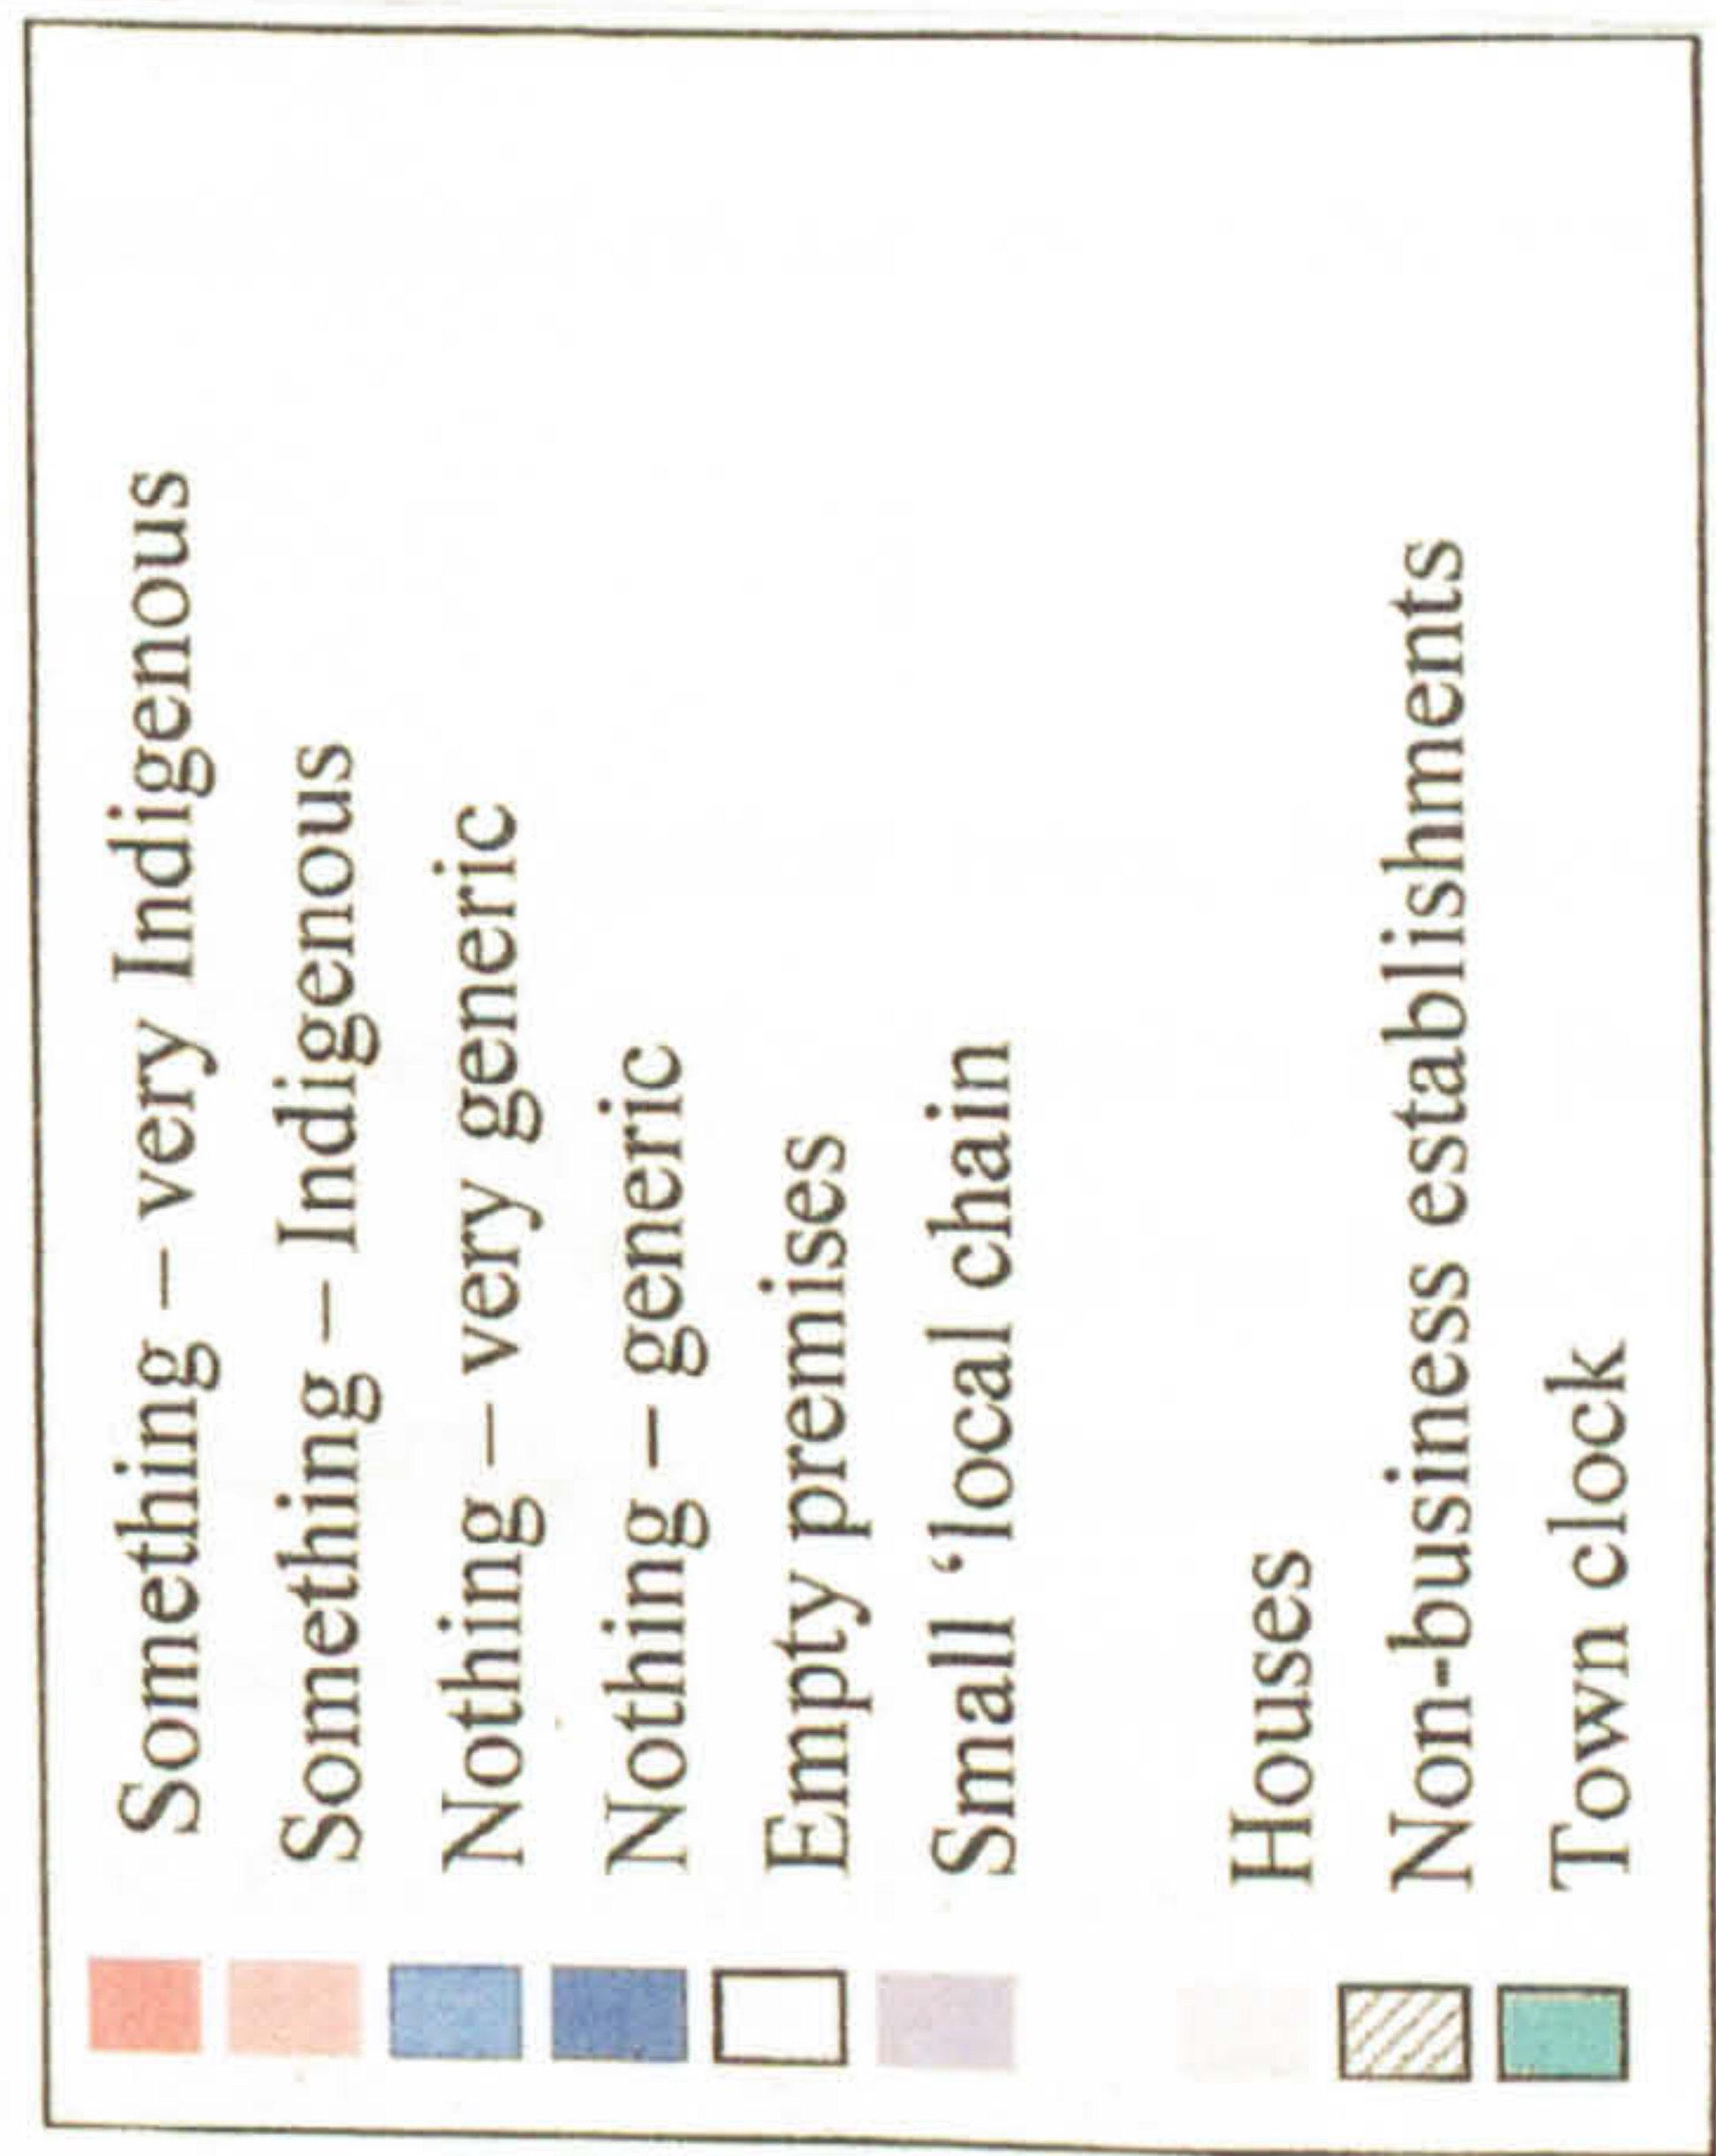 Something – very Indigenous
Something – Indigenous
Nothing – very generic
Nothing – generic
Empty premises
Small ‘local chain
Houses
Non-business establishments
Town clock